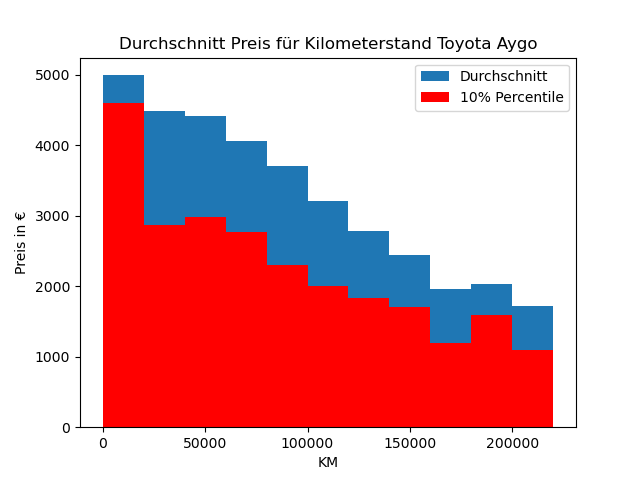 Durchschnitt Preis für Kilometerstand Toyota Aygo
Durchschnitt
10% Percentile
5000
4000
3000
2000
1000
0
Preis in €
0 50000 100000 150000 200000
KM